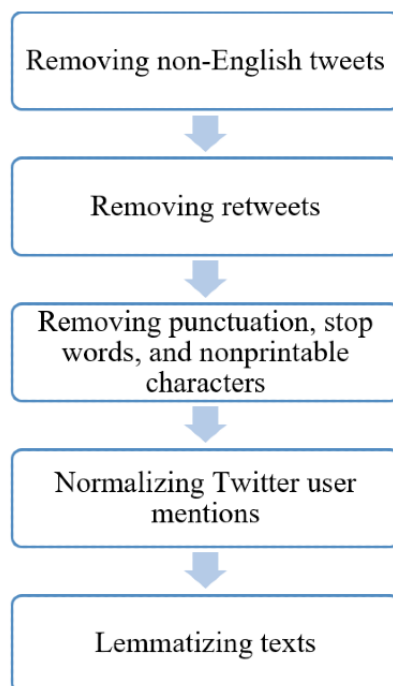 Removing non-English tweets
Removing retweets
Removing punctuation, stop
words, and nonprintable
characters
Normalizing Twitter user
mentions
Lemmatizing texts